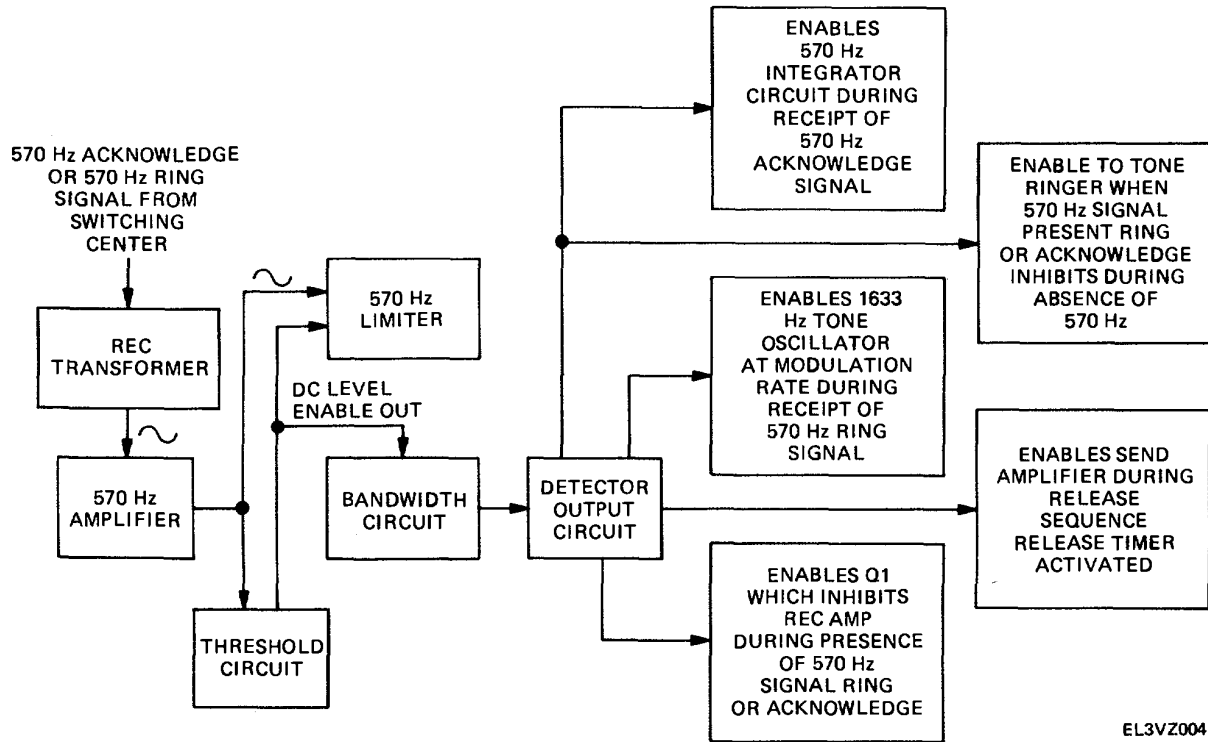 570 Hz ACKNOWLEDGE
OR 570 Hz RING
SIGNAL FROM
SWITCHING
CENTER
REC
TRANSFORMER
570 Hz
AMPLIFIER
THRESHOLD
CIRCUIT
570 Hz
LIMITER
DC LEVEL
ENABLE OUT
BANDWIDTH
CIRCUIT
DETECTOR
OUTPUT
CIRCUIT
ENABLES
570 Hz
INTEGRATOR
CIRCUIT DURING
RECEIPT OF
570 Hz
ACKNOWLEDGE
SIGNAL
ENABLE TO TONE
RINGER WHEN
570 Hz SIGNAL
PRESENT RING
OR ACKNOWLEDGE
INHIBITS DURING
ABSENCE OF
570 Hz
ENABLES 1633
Hz TONE
OSCILLATOR
AT MODULATION
RATE DURING
RECEIPT OF
570 Hz RING
SIGNAL
ENABLES SEND
AMPLIFIER DURING
RELEASE
SEQUENCE
RELEASE TIMER
ACTIVATED
ENABLES Q1
WHICH INHIBITS
REC AMP
DURING PRESENCE
OF 570 Hz
SIGNAL RING
OR ACKNOWLEDGE
EL3VZ004